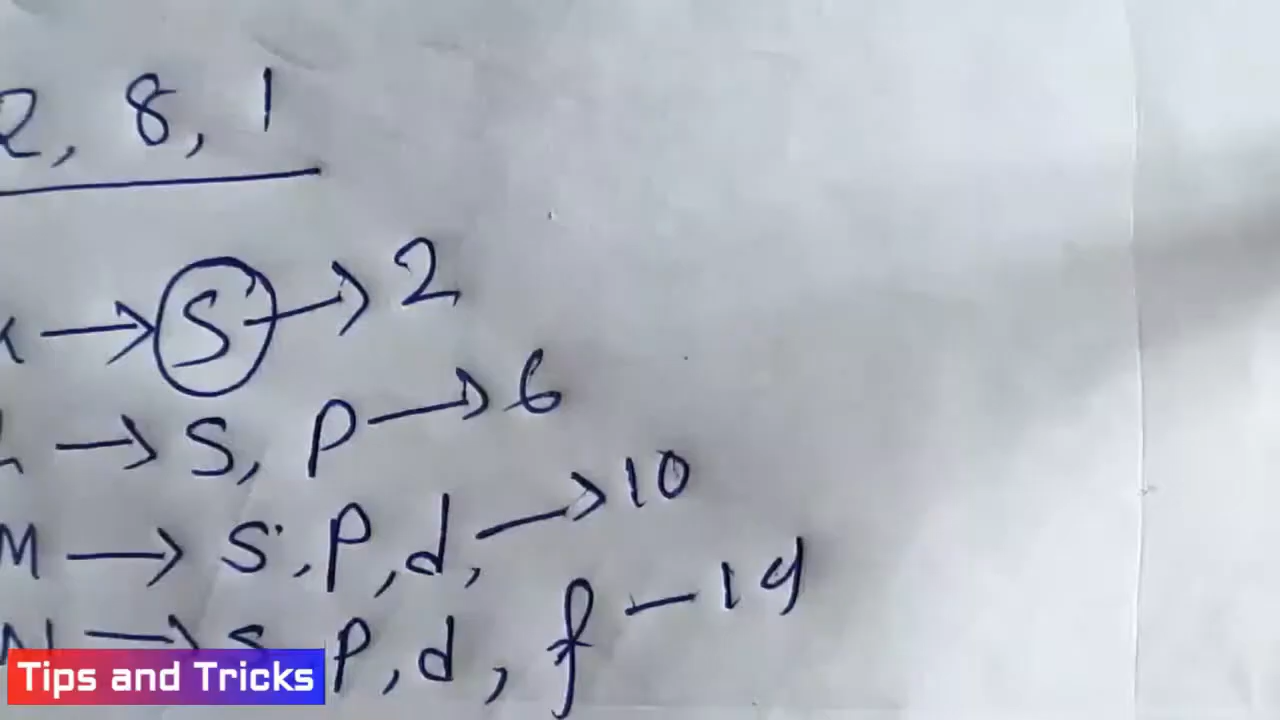 2, 8, 1
K → S → 2
L → S, P → 6
M → S, P, d, → 10
N → S P, d, f - 14
Tips and Tricks